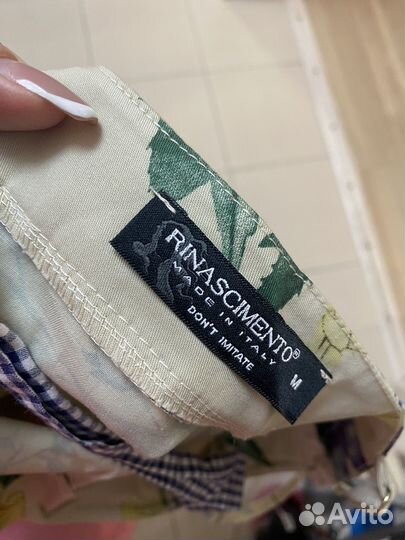 RINASCIMENTO®
MADE IN ITALY
DON'T IMITATE
M
Avito